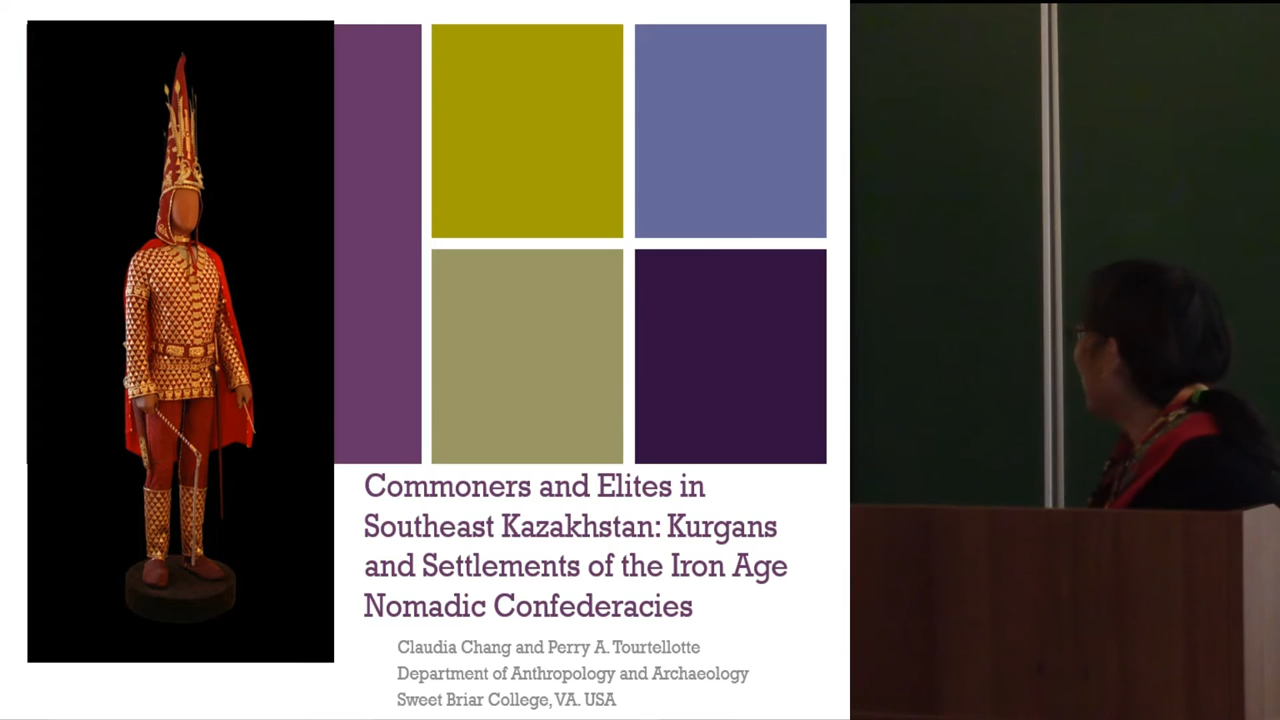 Commoners and Elites in
Southeast Kazakhstan: Kurgans
and Settlements of the Iron Age
Nomadic Confederacies
Claudia Chang and Perry A. Tourtellotte
Department of Anthropology and Archaeology
Sweet Briar College, VA. USA